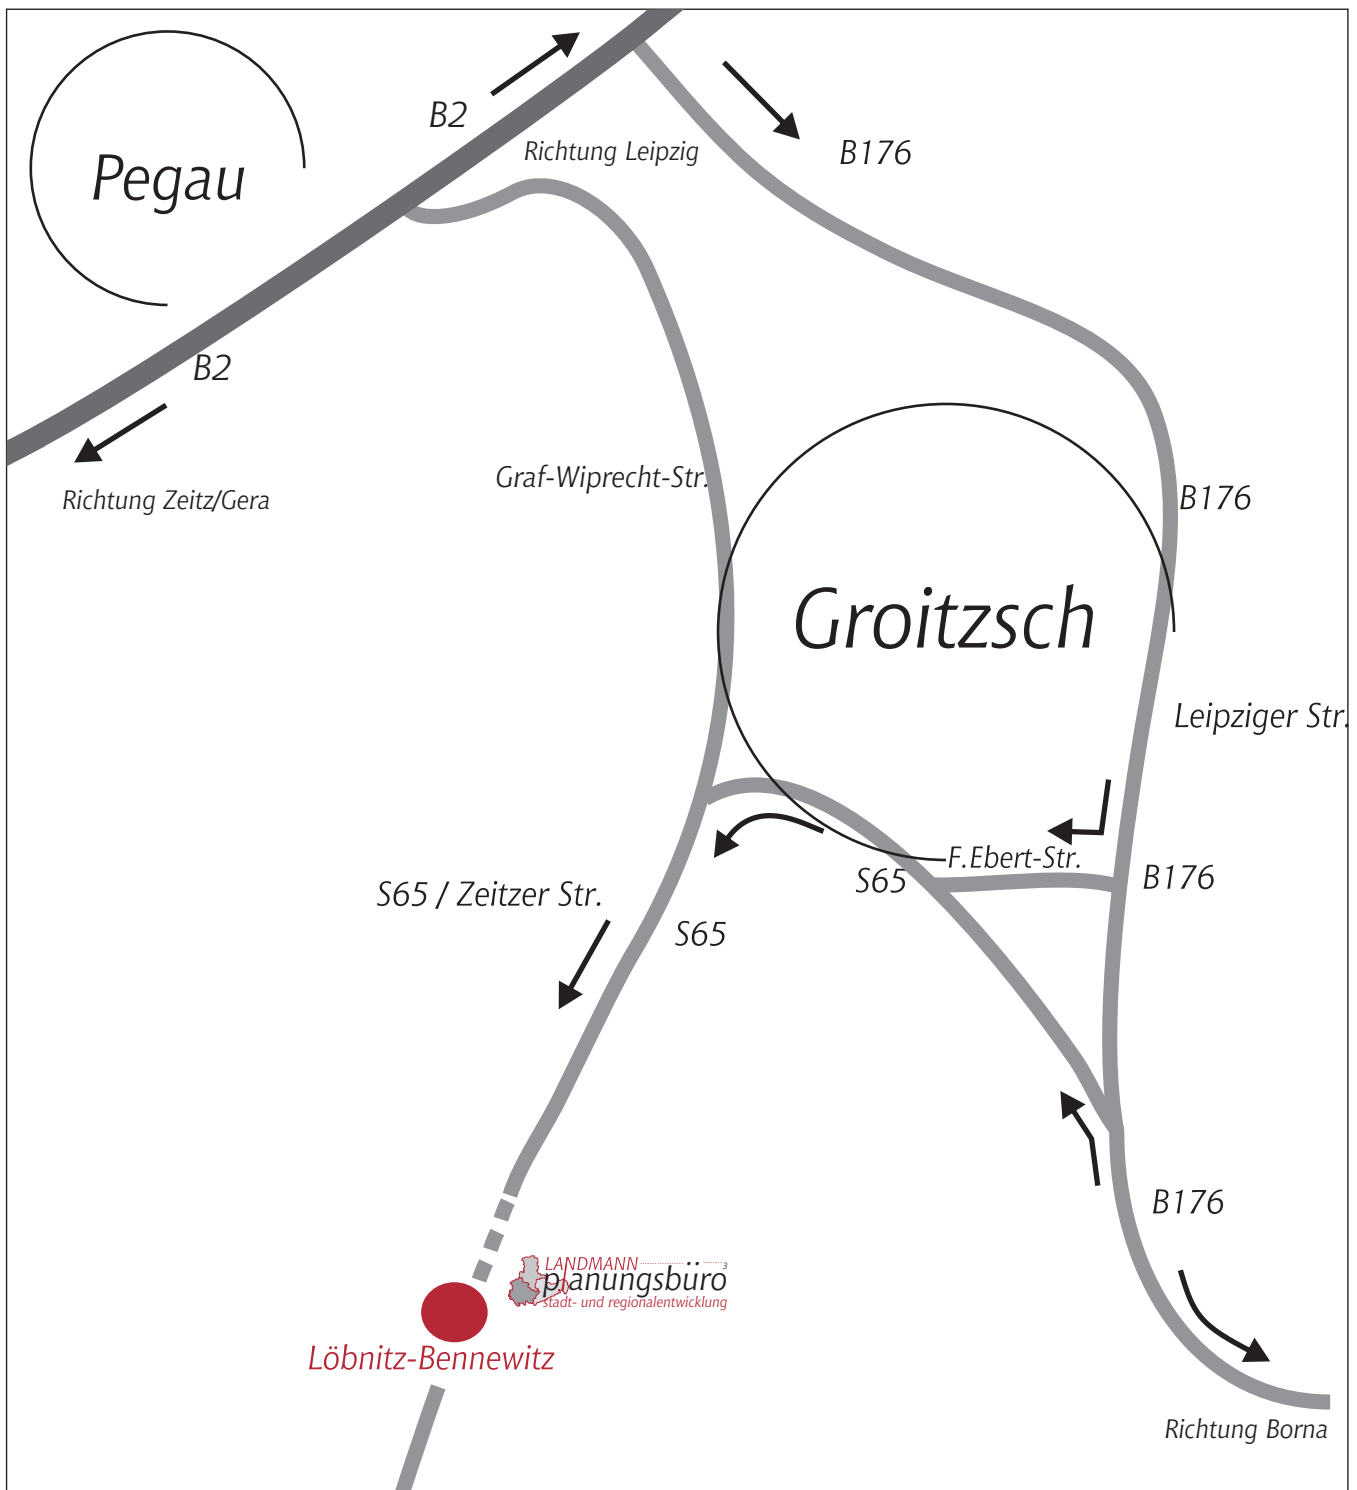 B2
Richtung Leipzig
B176
Pegau
B2
Richtung Zeitz/Gera
Graf-Wiprecht-Str.
B176
Groitzsch
Leipziger Str.
F.Ebert-Str.
S65
B176
S65 / Zeitzer Str.
S65
B176
LANDMANN 3
planungsbüro
stadt- und regionalentwicklung
Löbnitz-Bennewitz
Richtung Borna